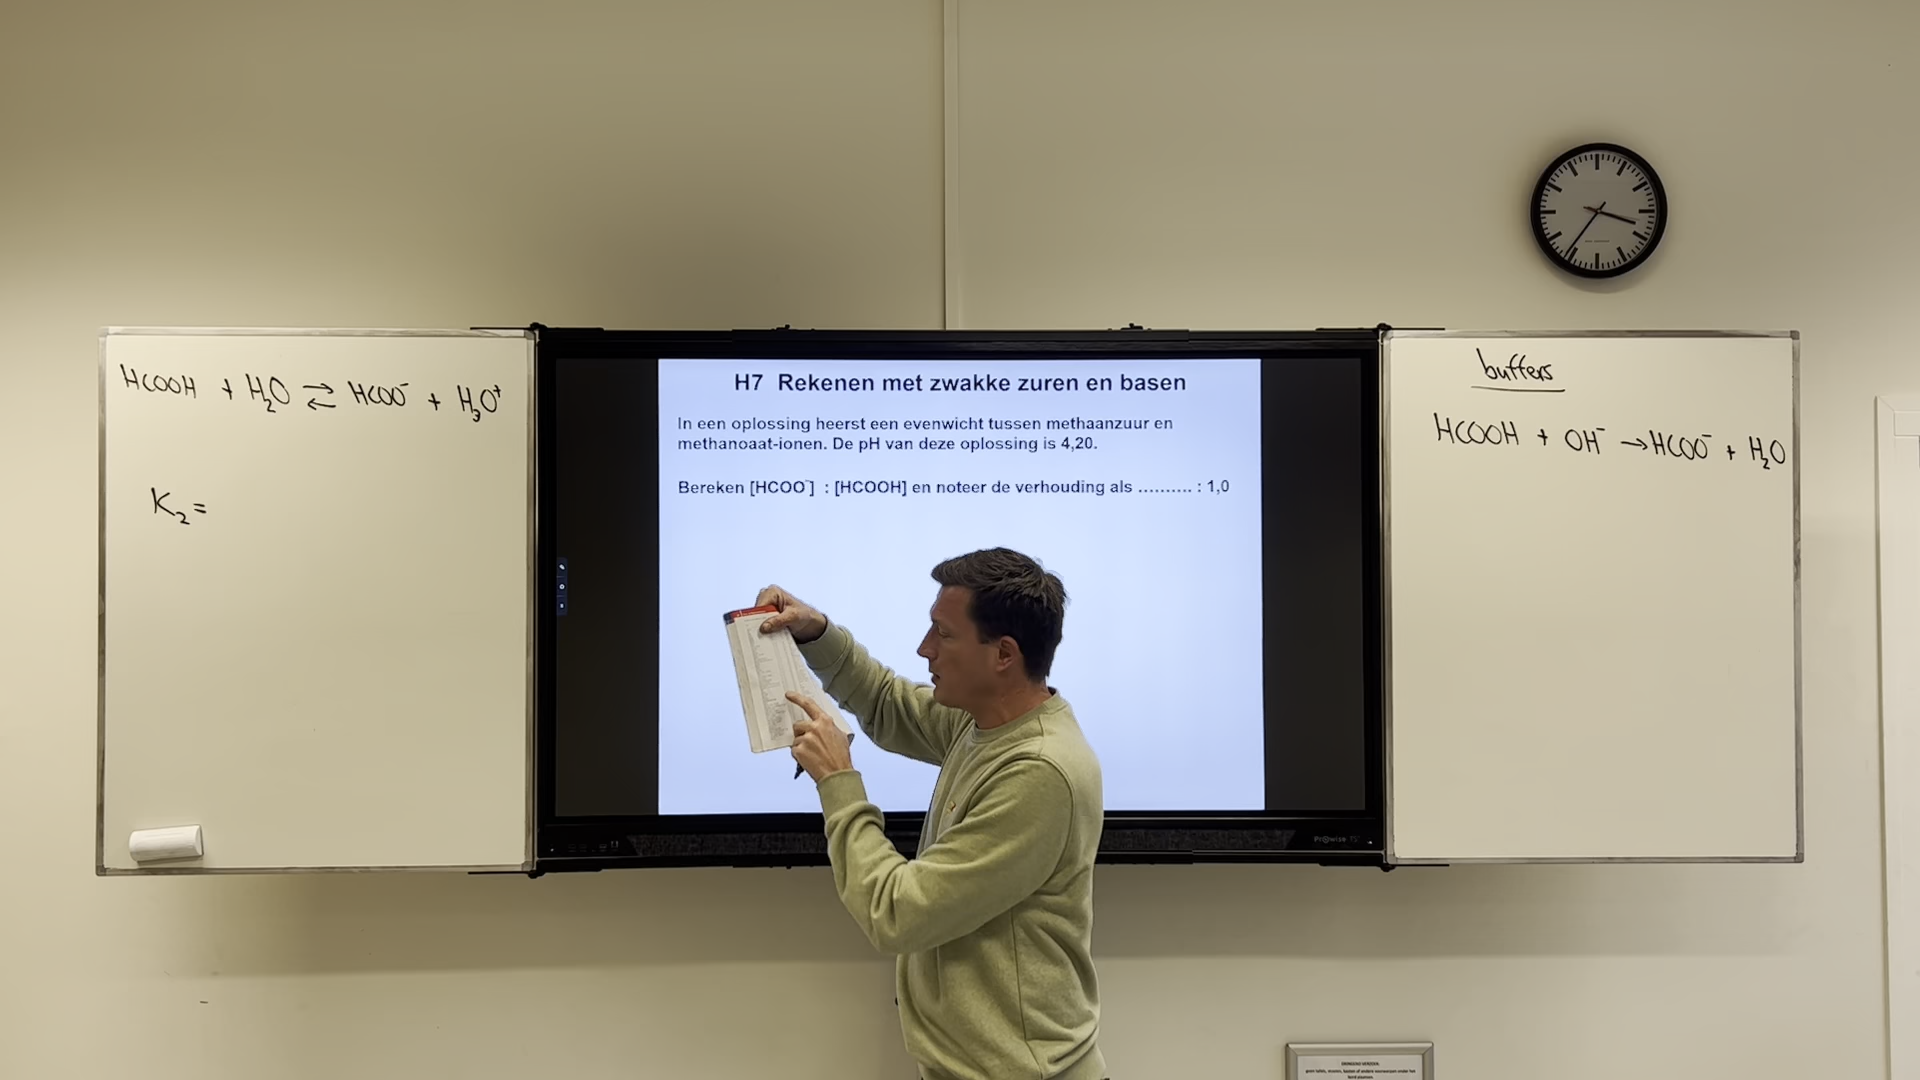 HCOOH + H₂O ⇌ HCOO⁻ + H₃O⁺
K₂ =
H7 Rekenen met zwakke zuren en basen
In een oplossing heerst een evenwicht tussen methaanzuur en
methanoaat-ionen. De pH van deze oplossing is 4,20.
Bereken [HCOO⁻] : [HCOOH] en noteer de verhouding als .......... : 1,0
buffers
HCOOH + OH⁻ → HCOO⁻ + H₂O
Prowise